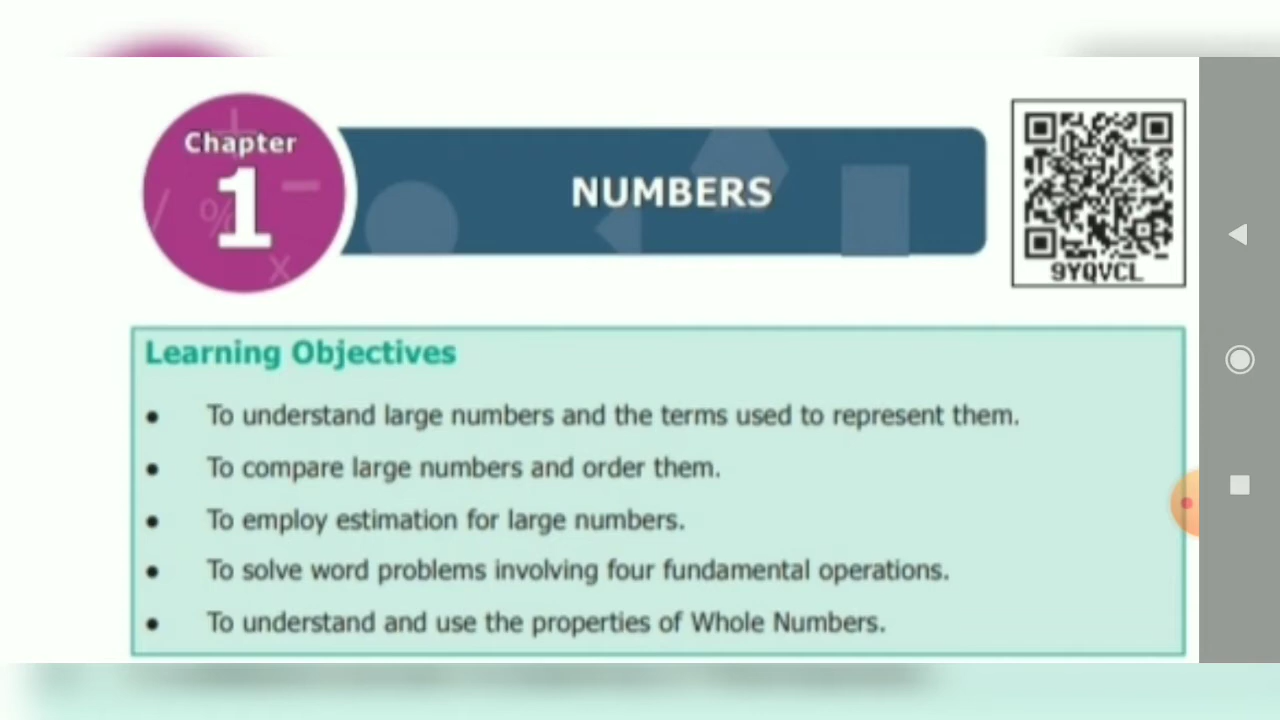 Chapter
1
NUMBERS
9YQVCL
Learning Objectives
• To understand large numbers and the terms used to represent them.
• To compare large numbers and order them.
• To employ estimation for large numbers.
• To solve word problems involving four fundamental operations.
• To understand and use the properties of Whole Numbers.